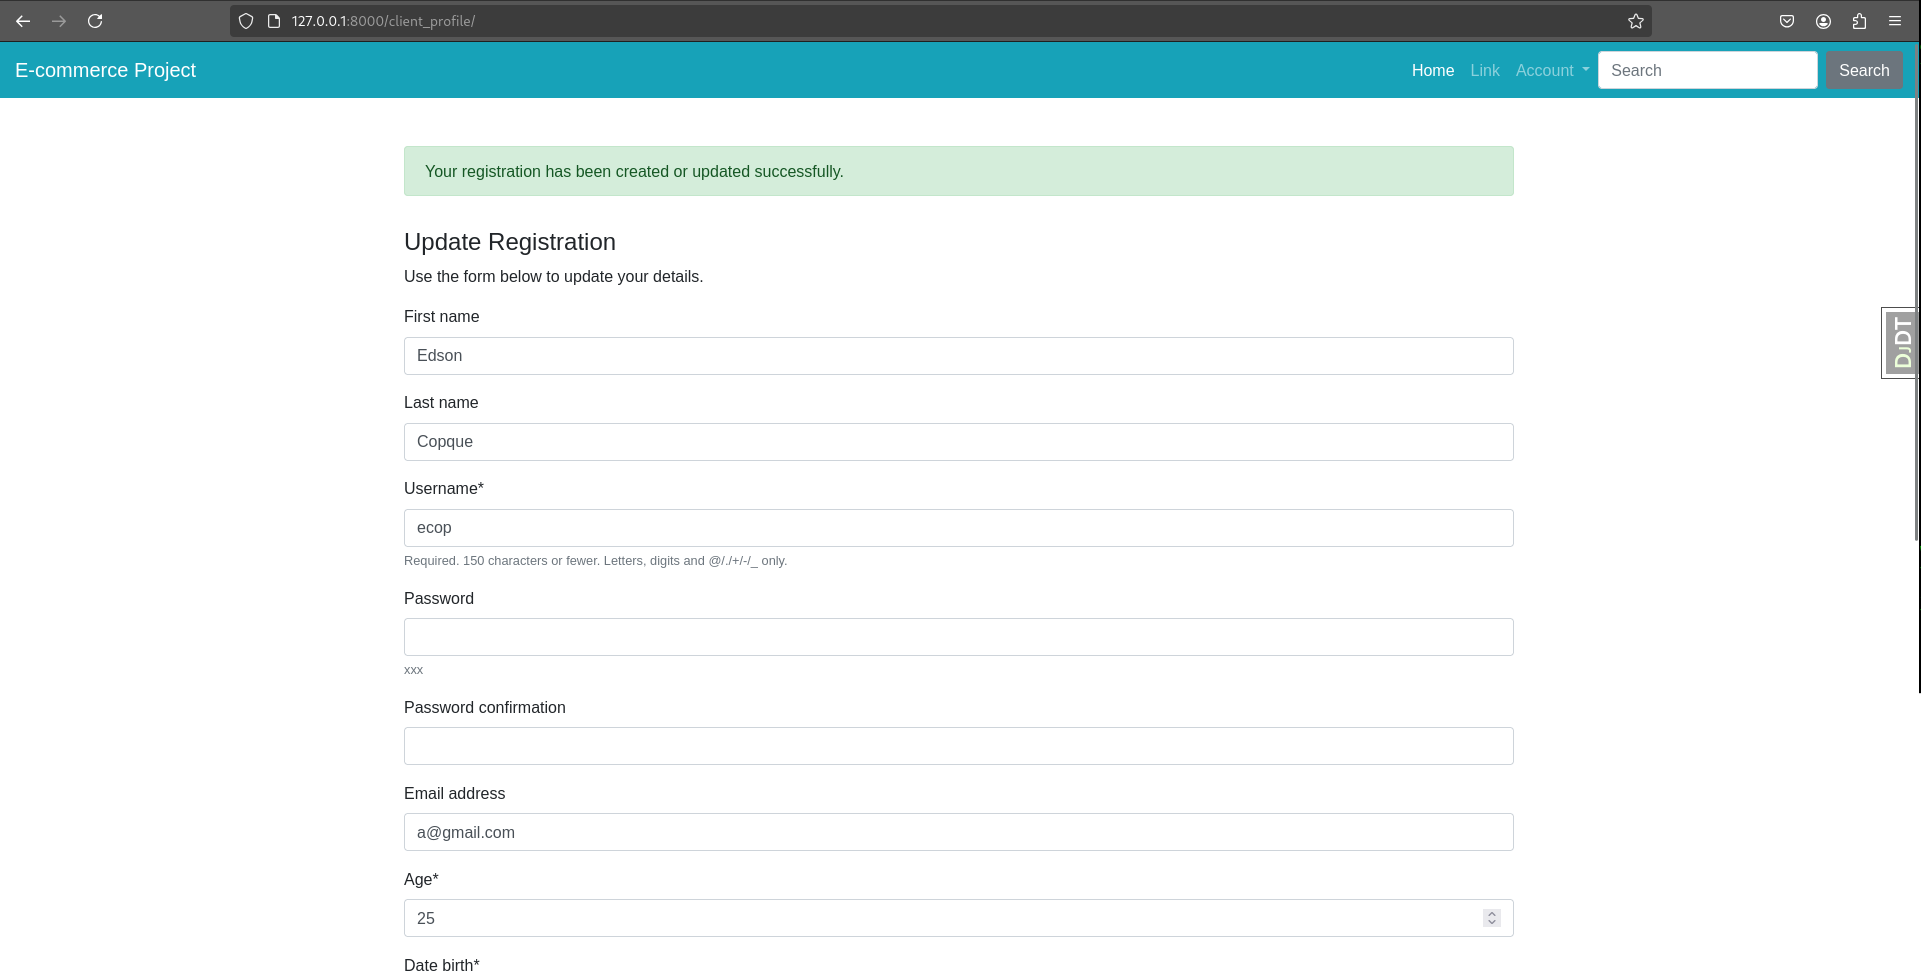 127.0.0.1:8000/client_profile/
E-commerce Project
Home Link Account Search Search
Your registration has been created or updated successfully.
Update Registration
Use the form below to update your details.
DJDT
First name
Edson
Last name
Copque
Username*
ecop
Required. 150 characters or fewer. Letters, digits and @/./+/-/_ only.
Password
xxx
Password confirmation
Email address
a@gmail.com
Age*
25
Date birth*